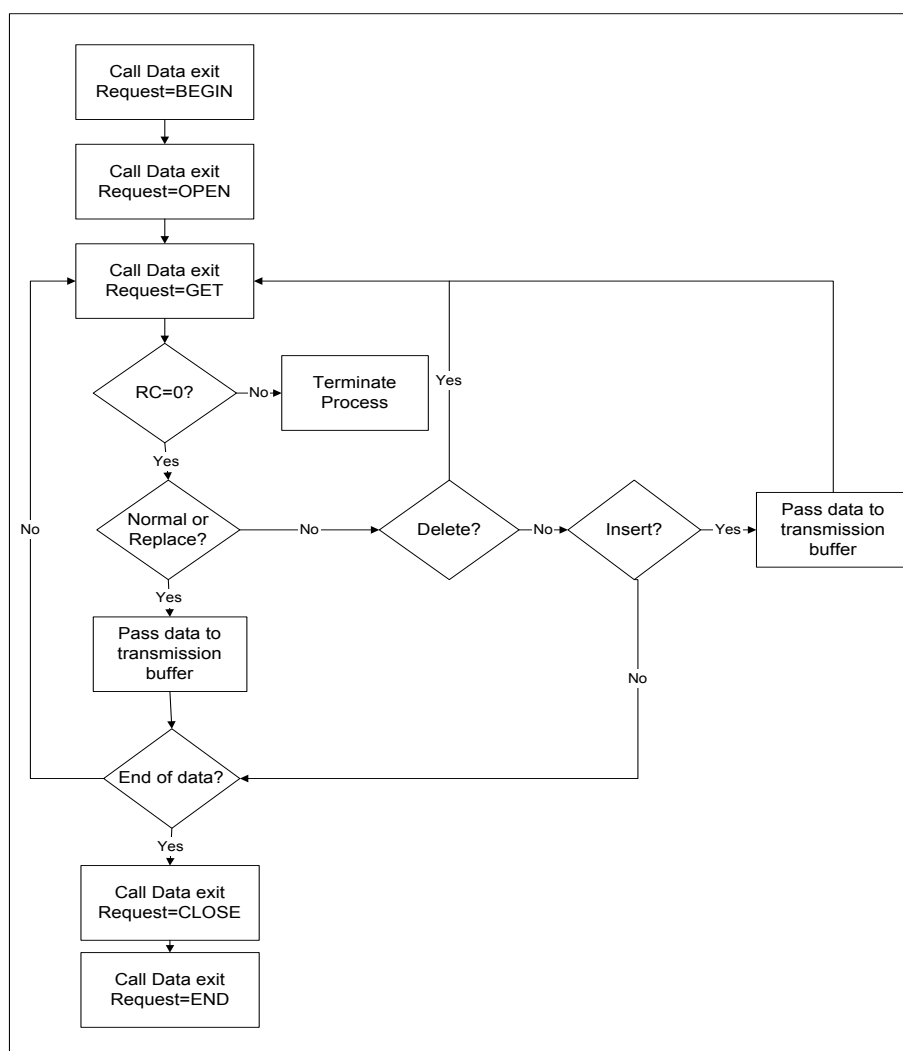 Call Data exit
Request=BEGIN
Call Data exit
Request=OPEN
Call Data exit
Request=GET
RC=0?
No
Terminate
Process
Yes
Yes
Normal or
Replace?
No
Delete?
No
Insert?
Yes
Pass data to
transmission
buffer
No
Yes
Pass data to
transmission
buffer
No
End of data?
Yes
Call Data exit
Request=CLOSE
Call Data exit
Request=END